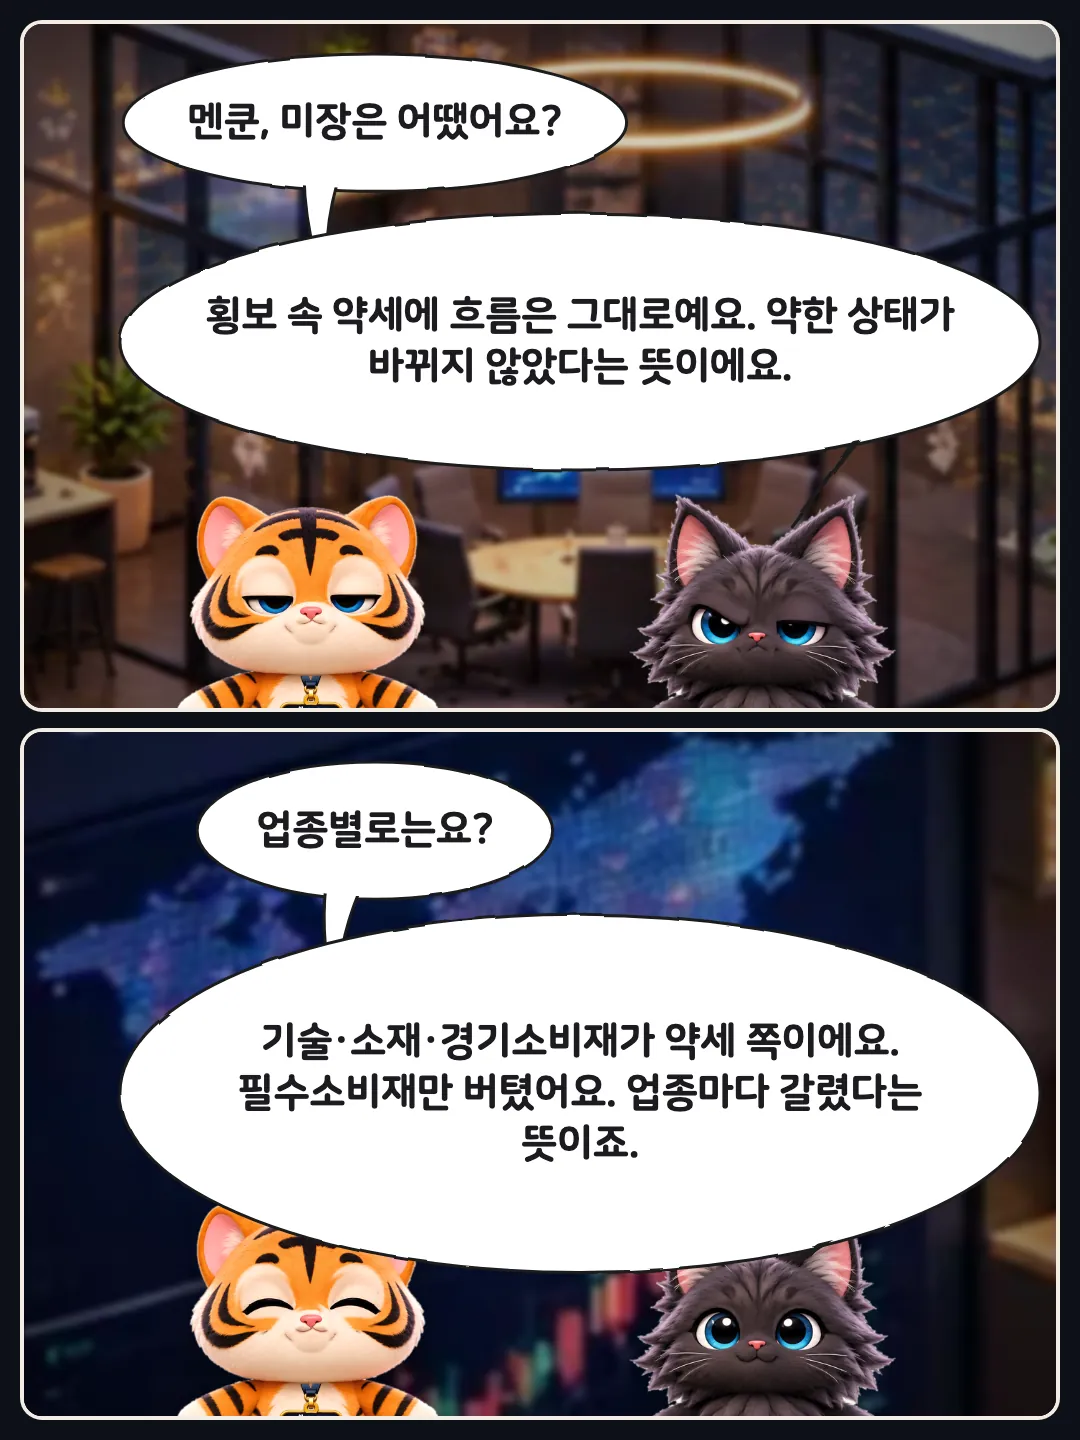 멘쿤, 미장은 어땠어요?
횡보 속 약세에 흐름은 그대로예요. 약한 상태가
바뀌지 않았다는 뜻이에요.
업종별로는요?
기술·소재·경기소비재가 약세 쪽이에요.
필수소비재만 버텼어요. 업종마다 갈렸다는
뜻이죠.